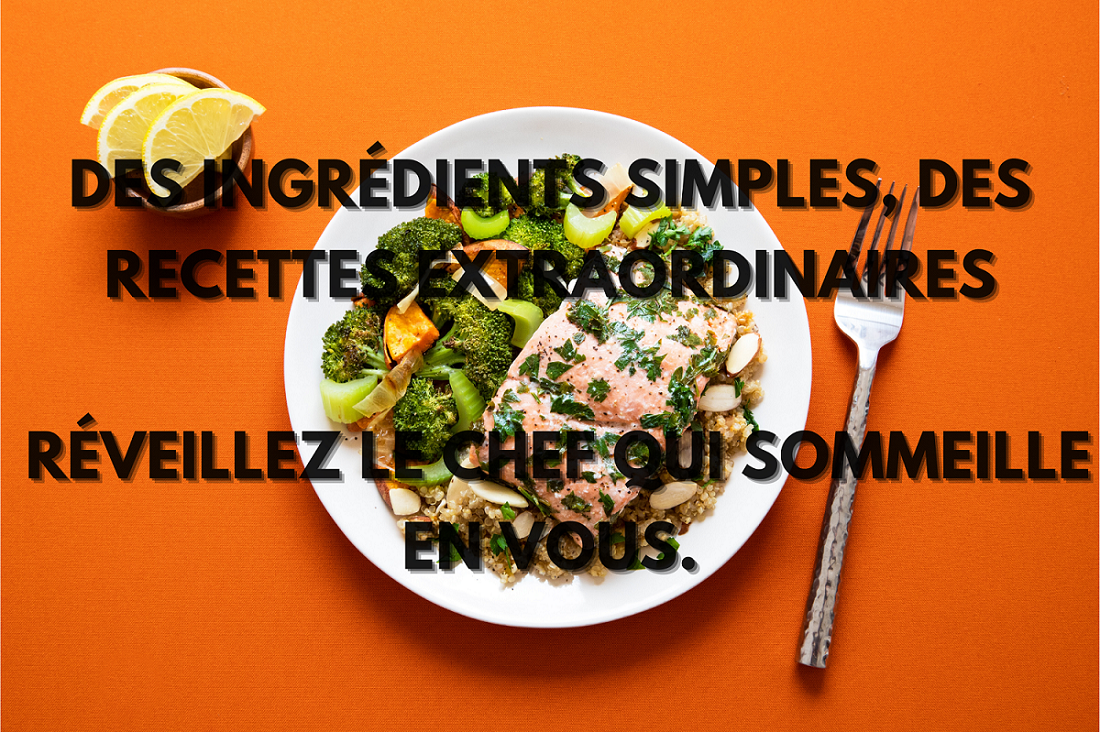 DES INGRÉDIENTS SIMPLES, DES
RECETTES EXTRAORDINAIRES
RÉVEILLEZ LE CHEF QUI SOMMEILLE
EN VOUS.